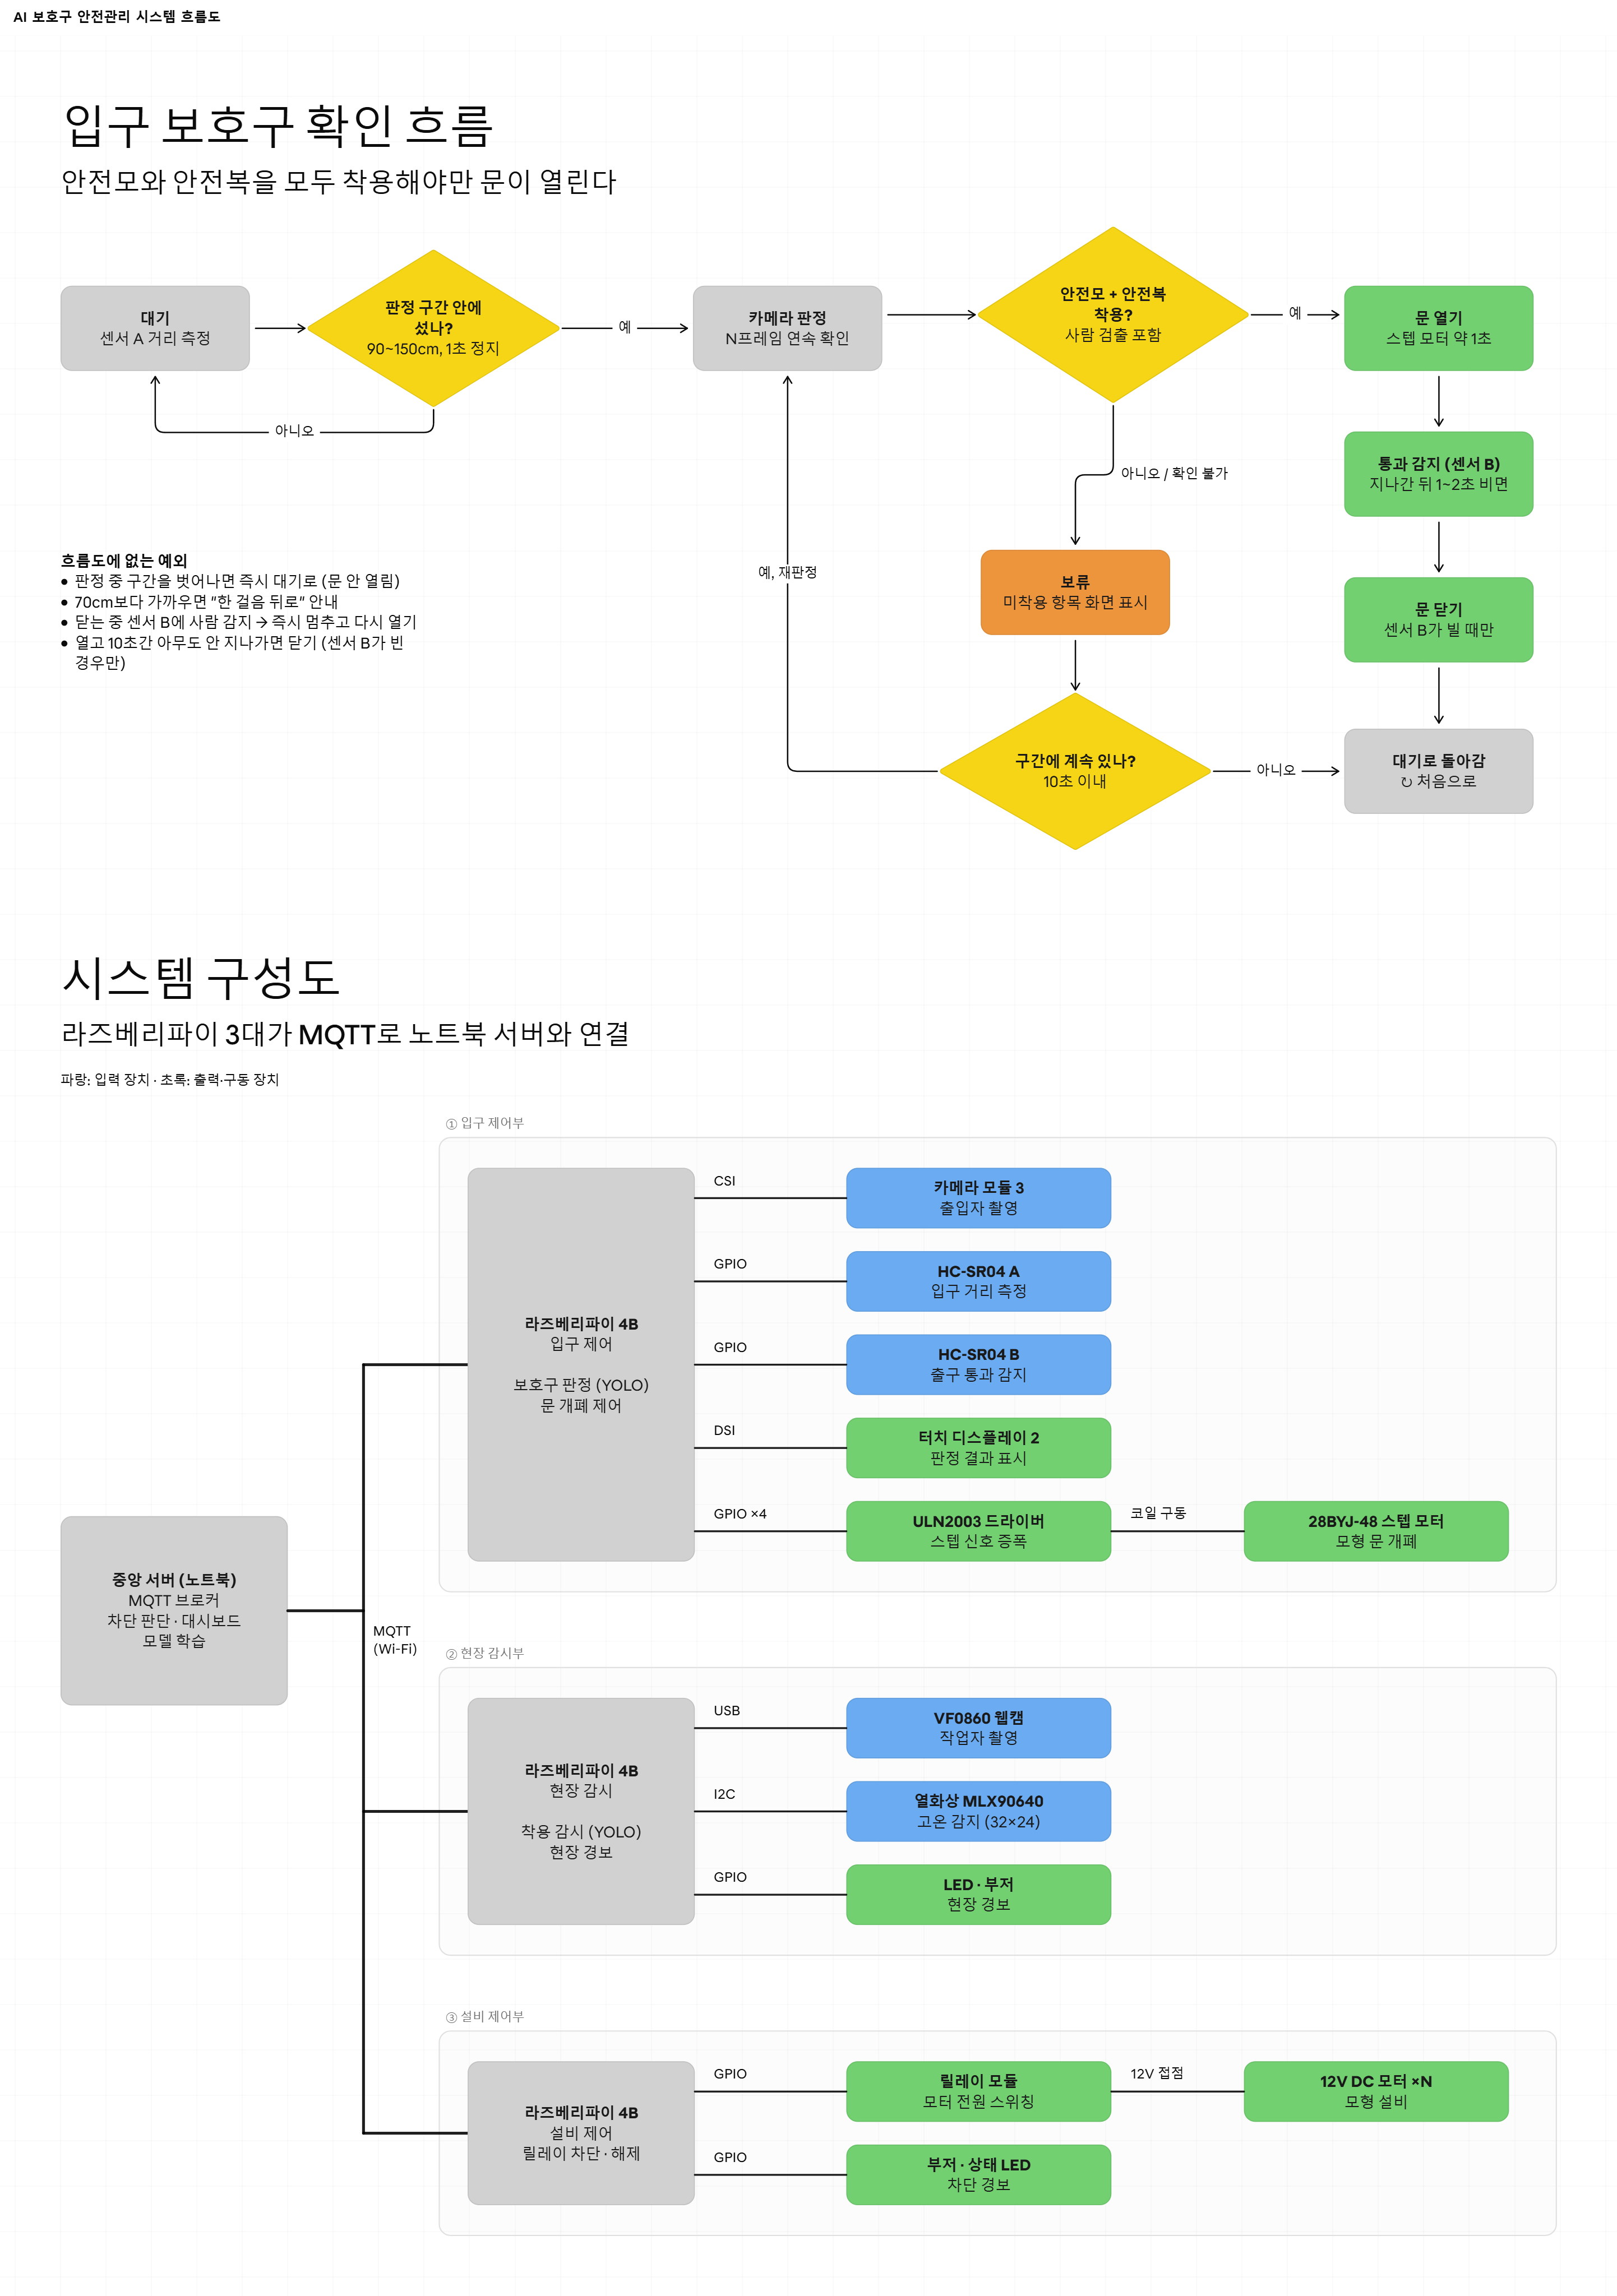 AI 보호구 안전관리 시스템 흐름도
입구 보호구 확인 흐름
안전모와 안전복을 모두 착용해야만 문이 열린다
대기
센서 A 거리 측정
판정 구간 안에
섰나?
90~150cm, 1초 정지
예
카메라 판정
N프레임 연속 확인
안전모 + 안전복
착용?
사람 검출 포함
예
문 열기
스텝 모터 약 1초
아니오
통과 감지 (센서 B)
지나간 뒤 1~2초 비면
아니오 / 확인 불가
흐름도에 없는 예외
● 판정 중 구간을 벗어나면 즉시 대기로 (문 안 열림)
● 70cm보다 가까우면 "한 걸음 뒤로" 안내
● 닫는 중 센서 B에 사람 감지 → 즉시 멈추고 다시 열기
● 열고 10초간 아무도 안 지나가면 닫기 (센서 B가 빈
경우만)
예, 재판정
보류
미착용 항목 화면 표시
문 닫기
센서 B가 빌 때만
구간에 계속 있나?
10초 이내
아니오
대기로 돌아감
↻ 처음으로
시스템 구성도
라즈베리파이 3대가 MQTT로 노트북 서버와 연결
파랑: 입력 장치 · 초록: 출력·구동 장치
① 입구 제어부
라즈베리파이 4B
입구 제어
보호구 판정 (YOLO)
문 개폐 제어
CSI
카메라 모듈 3
출입자 촬영
GPIO
HC-SR04 A
입구 거리 측정
GPIO
HC-SR04 B
출구 통과 감지
DSI
터치 디스플레이 2
판정 결과 표시
GPIO ×4
ULN2003 드라이버
스텝 신호 증폭
코일 구동
28BYJ-48 스텝 모터
모형 문 개폐
중앙 서버 (노트북)
MQTT 브로커
차단 판단 · 대시보드
모델 학습
MQTT
(Wi-Fi)
② 현장 감시부
라즈베리파이 4B
현장 감시
착용 감시 (YOLO)
현장 경보
USB
VF0860 웹캠
작업자 촬영
I2C
열화상 MLX90640
고온 감지 (32×24)
GPIO
LED · 부저
현장 경보
③ 설비 제어부
라즈베리파이 4B
설비 제어
릴레이 차단 · 해제
GPIO
릴레이 모듈
모터 전원 스위칭
12V 접점
12V DC 모터 ×N
모형 설비
GPIO
부저 · 상태 LED
차단 경보